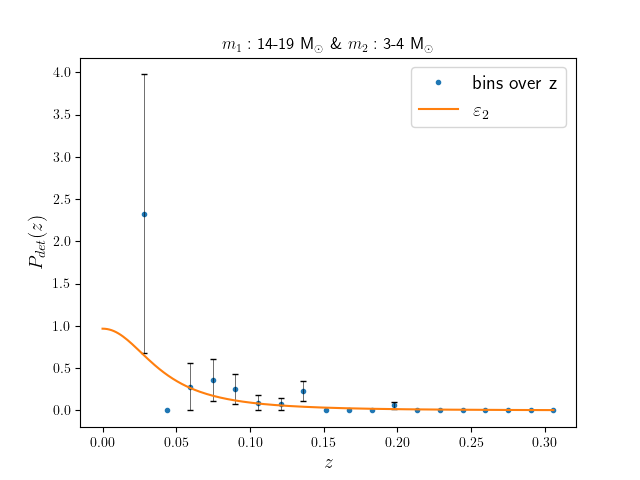 m₁ : 14-19 M⊙ & m₂ : 3-4 M⊙
bins over z
ε₂
P_det(z)
4.0
3.5
3.0
2.5
2.0
1.5
1.0
0.5
0.0
0.00 0.05 0.10 0.15 0.20 0.25 0.30
z